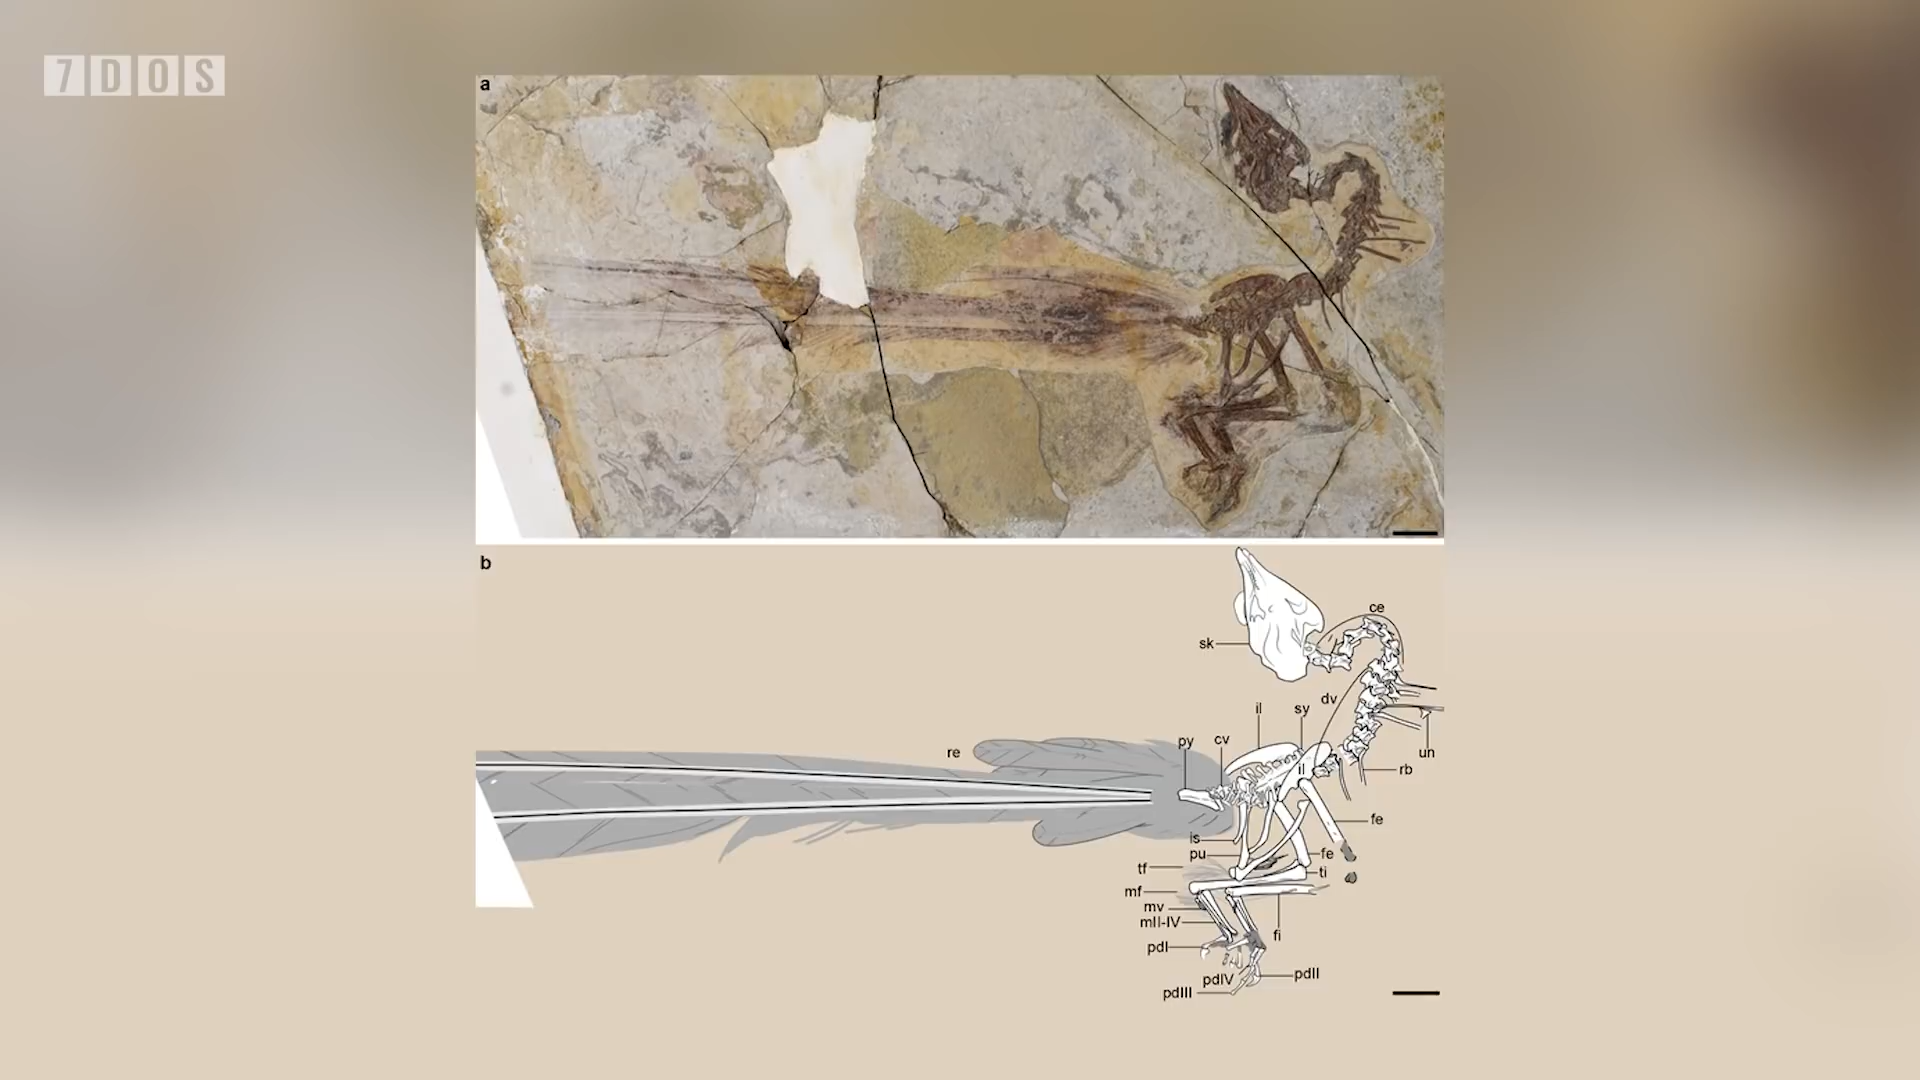 7DOS
a
b
ce
sk
dv
il
sy
py
cv
re
un
il
rb
fe
is
pu
fe
tf
ti
mf
mv
mII-IV
fi
pdI
pdIV
pdII
pdIII